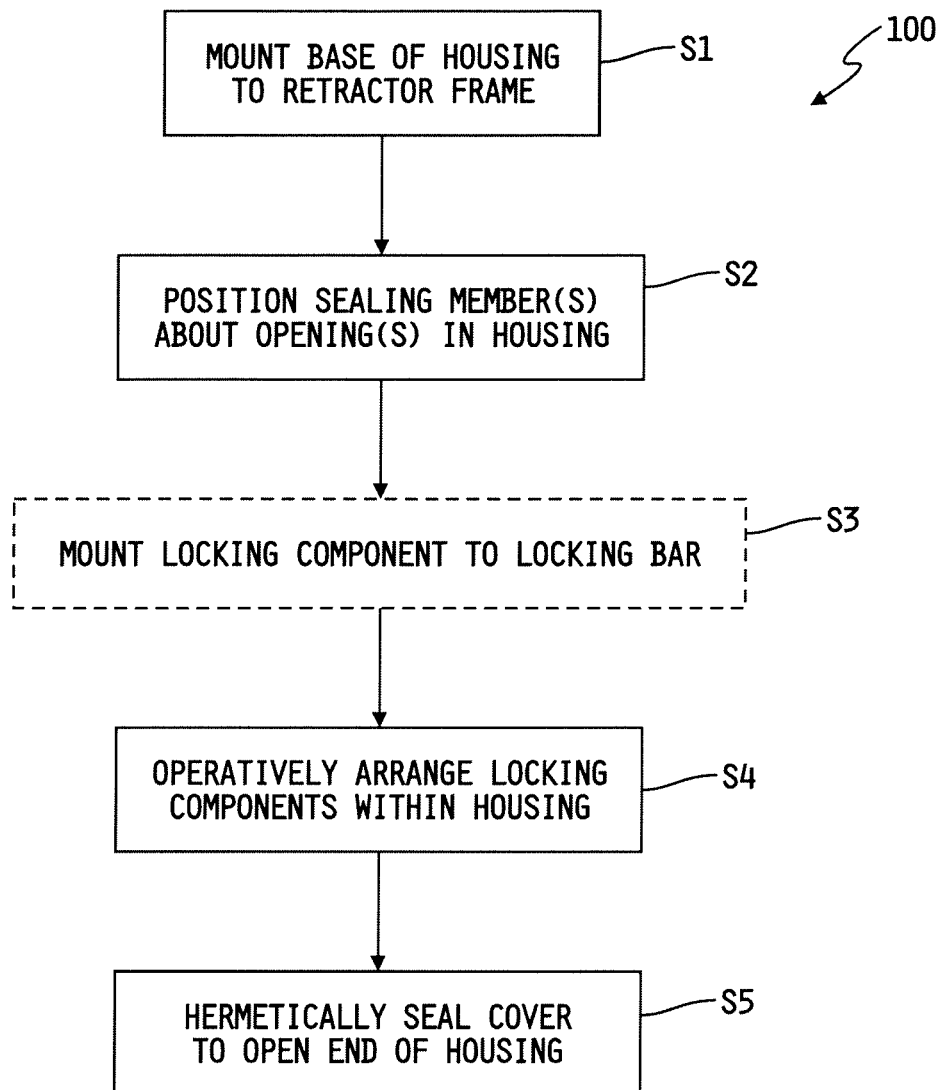 100
MOUNT BASE OF HOUSING
TO RETRACTOR FRAME
S1
POSITION SEALING MEMBER(S)
ABOUT OPENING(S) IN HOUSING
S2
MOUNT LOCKING COMPONENT TO LOCKING BAR
S3
OPERATIVELY ARRANGE LOCKING
COMPONENTS WITHIN HOUSING
S4
HERMETICALLY SEAL COVER
TO OPEN END OF HOUSING
S5